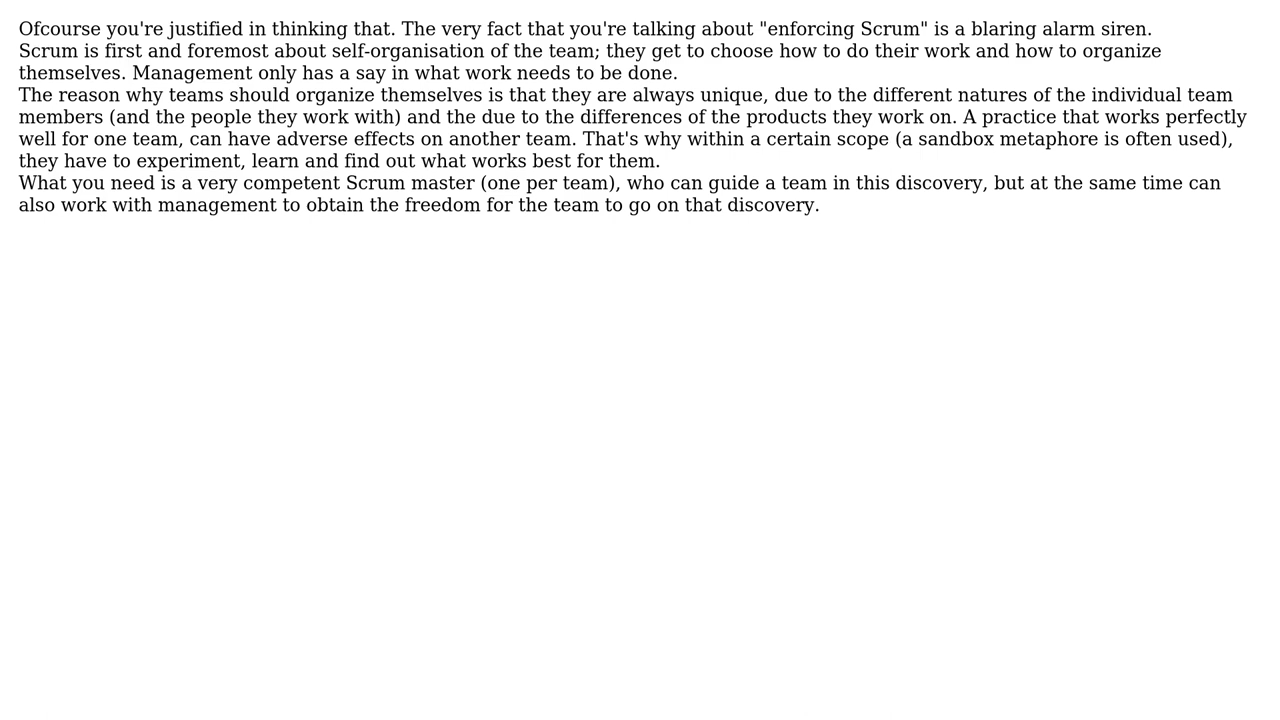 Ofcourse you're justified in thinking that. The very fact that you're talking about "enforcing Scrum" is a blaring alarm siren.
Scrum is first and foremost about self-organisation of the team; they get to choose how to do their work and how to organize
themselves. Management only has a say in what work needs to be done.
The reason why teams should organize themselves is that they are always unique, due to the different natures of the individual team
members (and the people they work with) and the due to the differences of the products they work on. A practice that works perfectly
well for one team, can have adverse effects on another team. That's why within a certain scope (a sandbox metaphore is often used),
they have to experiment, learn and find out what works best for them.
What you need is a very competent Scrum master (one per team), who can guide a team in this discovery, but at the same time can
also work with management to obtain the freedom for the team to go on that discovery.